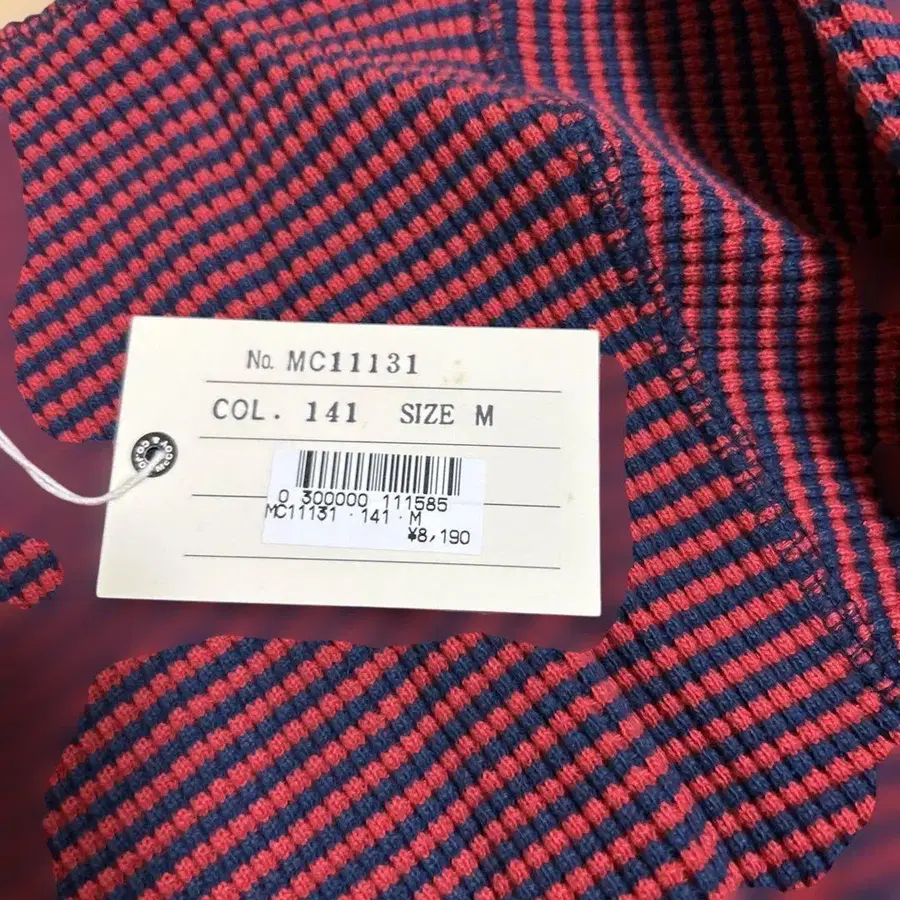 No. MC11131
COL. 141 SIZE M
0 300000 111585
MC11131 · 141 · M
¥8,190